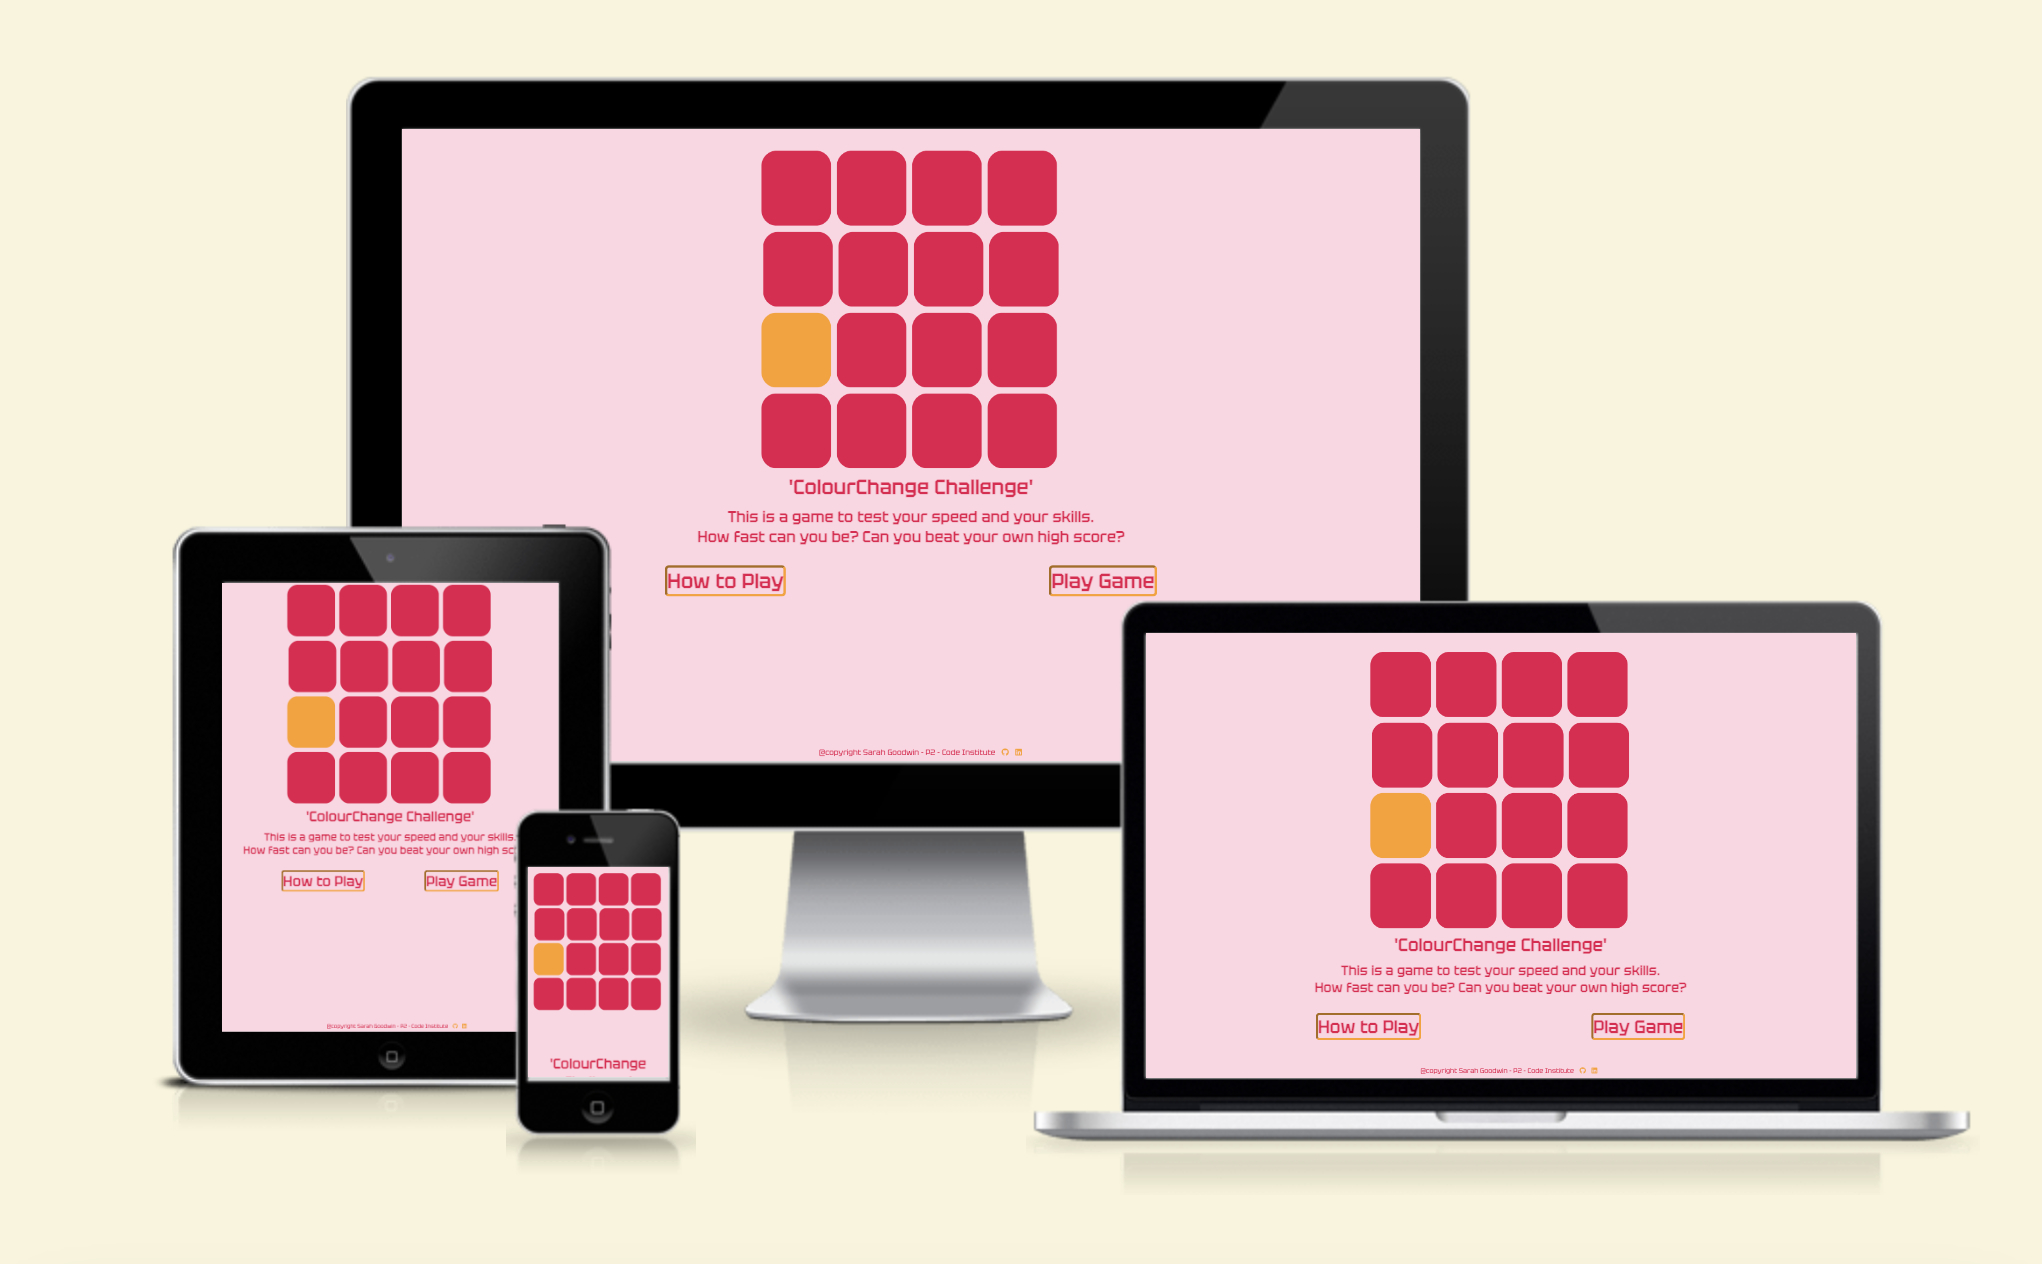 'ColourChange Challenge'
This is a game to test your speed and your skills.
How fast can you be? Can you beat your own high score?
How to Play
Play Game
@copyright Sarah Goodwin - P2 - Code Institute
'ColourChange Challenge'
This is a game to test your speed and your skills.
How fast can you be? Can you beat your own high sc
How to Play
Play Game
@copyright Sarah Goodwin - P2 - Code Institute
'ColourChange
'ColourChange Challenge'
This is a game to test your speed and your skills.
How fast can you be? Can you beat your own high score?
How to Play
Play Game
@copyright Sarah Goodwin - P2 - Code Institute